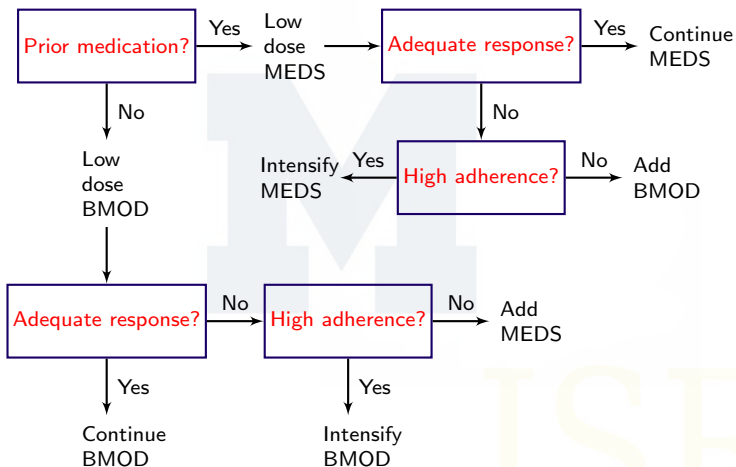 Prior medication?
Yes
Low
dose
MEDS
Adequate response?
Yes
Continue
MEDS
No
No
Low
dose
BMOD
Intensify
MEDS
Yes
High adherence?
No
Add
BMOD
Adequate response?
No
High adherence?
No
Add
MEDS
Yes
Yes
Continue
BMOD
Intensify
BMOD